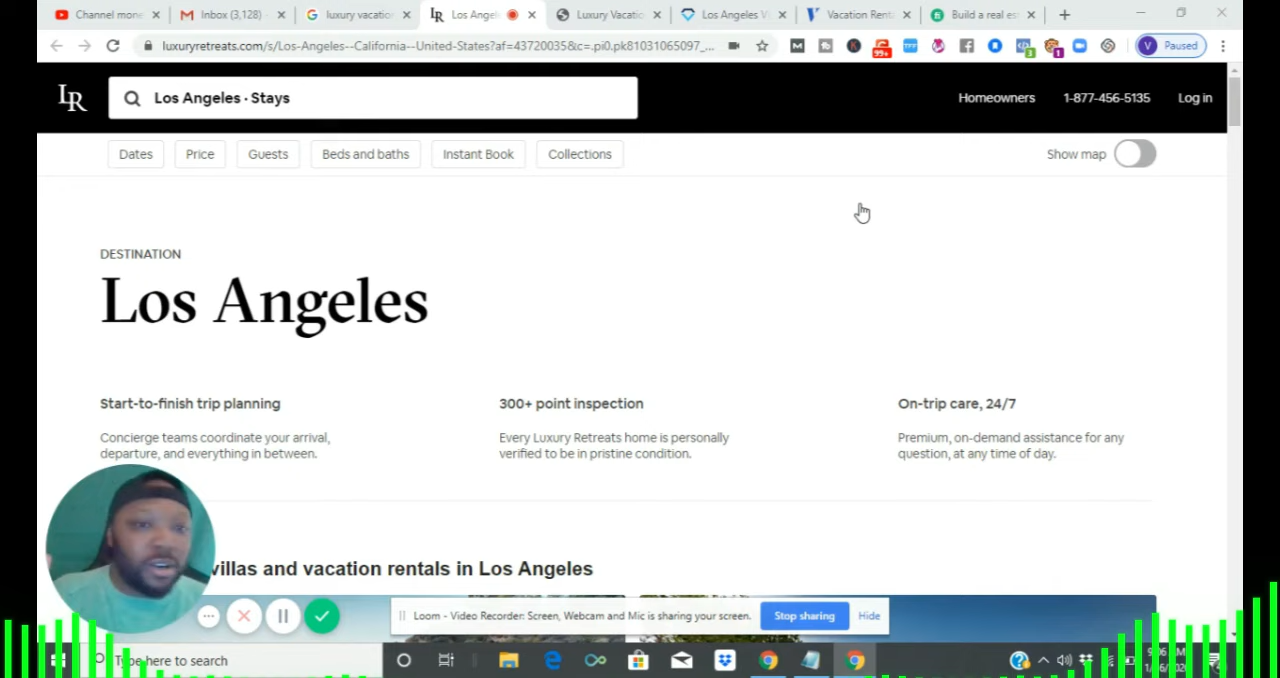 Channel mone
Inbox (3,128)
luxury vacatio
Los Angel
Luxury Vacatio
Los Angeles V
Vacation Rent
Build a real es
luxuryretreats.com/s/Los-Angeles--California--United-States?af=43720035&c=.pi0.pk81031065097_...
99+
TFP
3
1
V
Paused
LR
Los Angeles · Stays
Homeowners
1-877-456-5135
Log in
Dates
Price
Guests
Beds and baths
Instant Book
Collections
Show map
DESTINATION
Los Angeles
Start-to-finish trip planning
300+ point inspection
On-trip care, 24/7
Concierge teams coordinate your arrival,
departure, and everything in between.
Every Luxury Retreats home is personally
verified to be in pristine condition.
Premium, on-demand assistance for any
question, at any time of day.
villas and vacation rentals in Los Angeles
Loom - Video Recorder: Screen, Webcam and Mic is sharing your screen.
Stop sharing
Hide
Type here to search